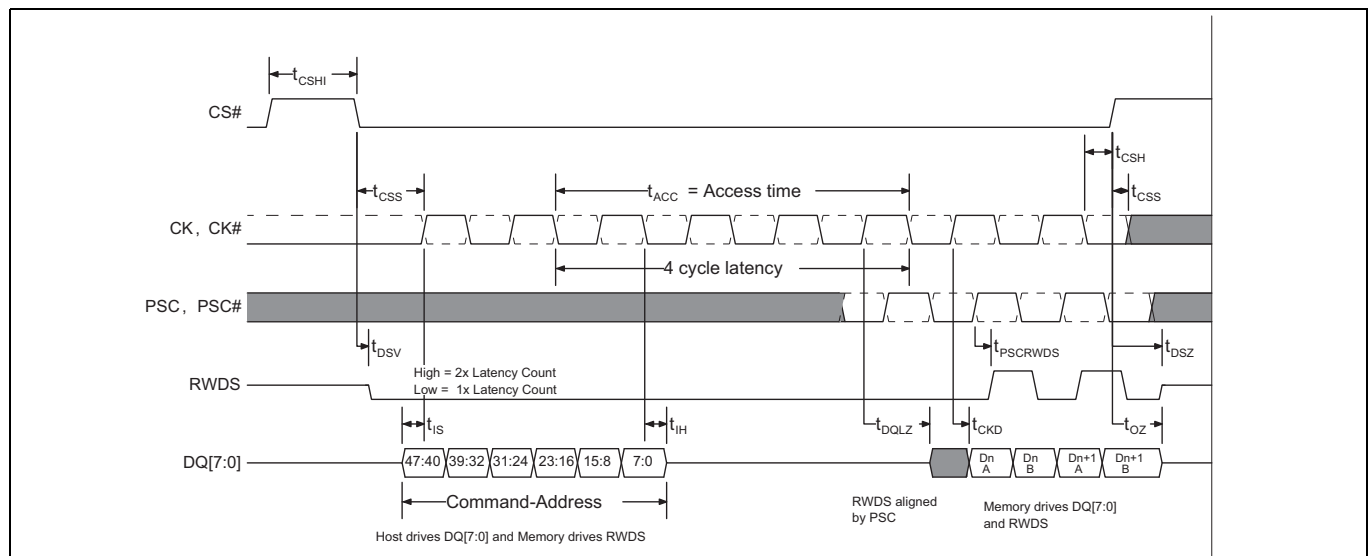 tCSHI
CS#
tCSH
tCSS
tACC = Access time
tCSS
CK, CK#
4 cycle latency
PSC, PSC#
tDSV
tPSCRWDS
tDSZ
High = 2x Latency Count
RWDS
Low = 1x Latency Count
tIS
tIH
tDQLZ
tCKD
tOZ
DQ[7:0]
47:40 39:32 31:24 23:16 15:8 7:0
Dn A
Dn B
Dn+1 A
Dn+1 B
Command-Address
RWDS aligned
by PSC
Memory drives DQ[7:0]
and RWDS
Host drives DQ[7:0] and Memory drives RWDS